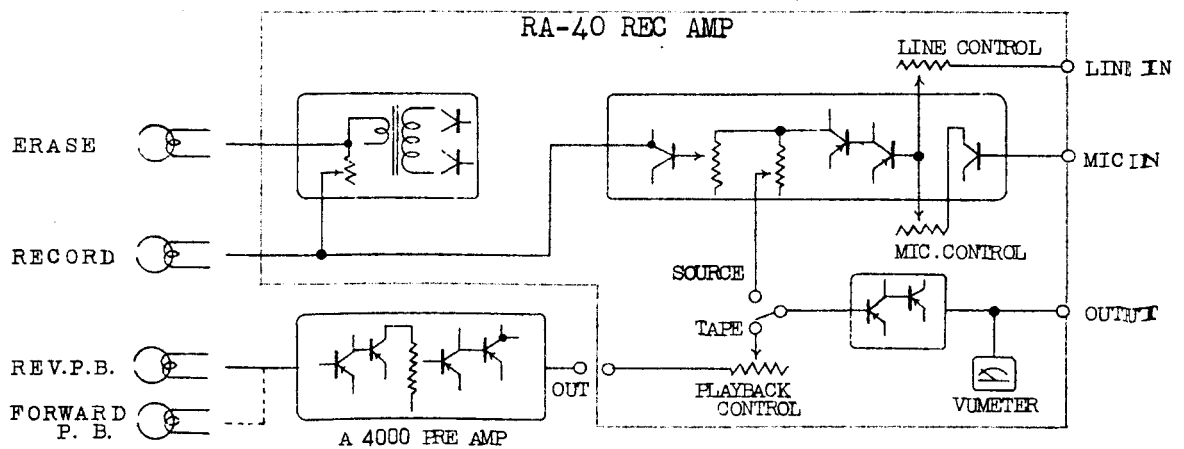 RA-40 REC AMP
LINE CONTROL
LINE IN
ERASE
MIC IN
RECORD
MIC. CONTROL
SOURCE
TAPE
OUTUT
REV. P.B.
OUT
PLAYBACK
CONTROL
VUMETER
FORWARD
P. B.
A 4000 PRE AMP